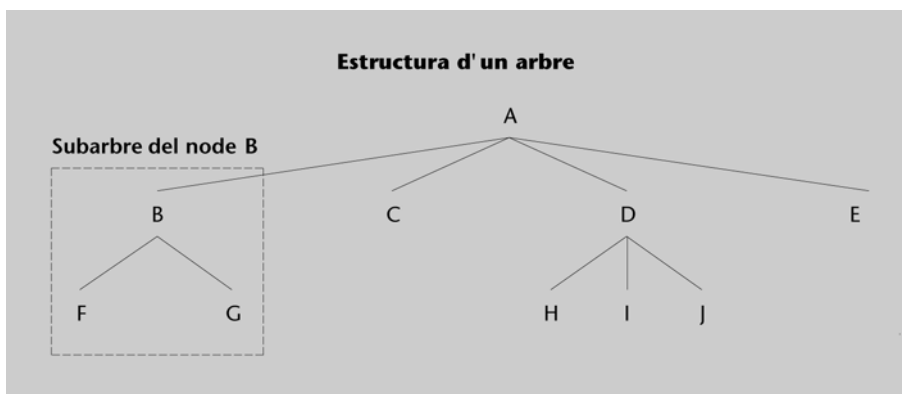 Estructura d'un arbre
A
Subarbre del node B
B C D E
F G H I J